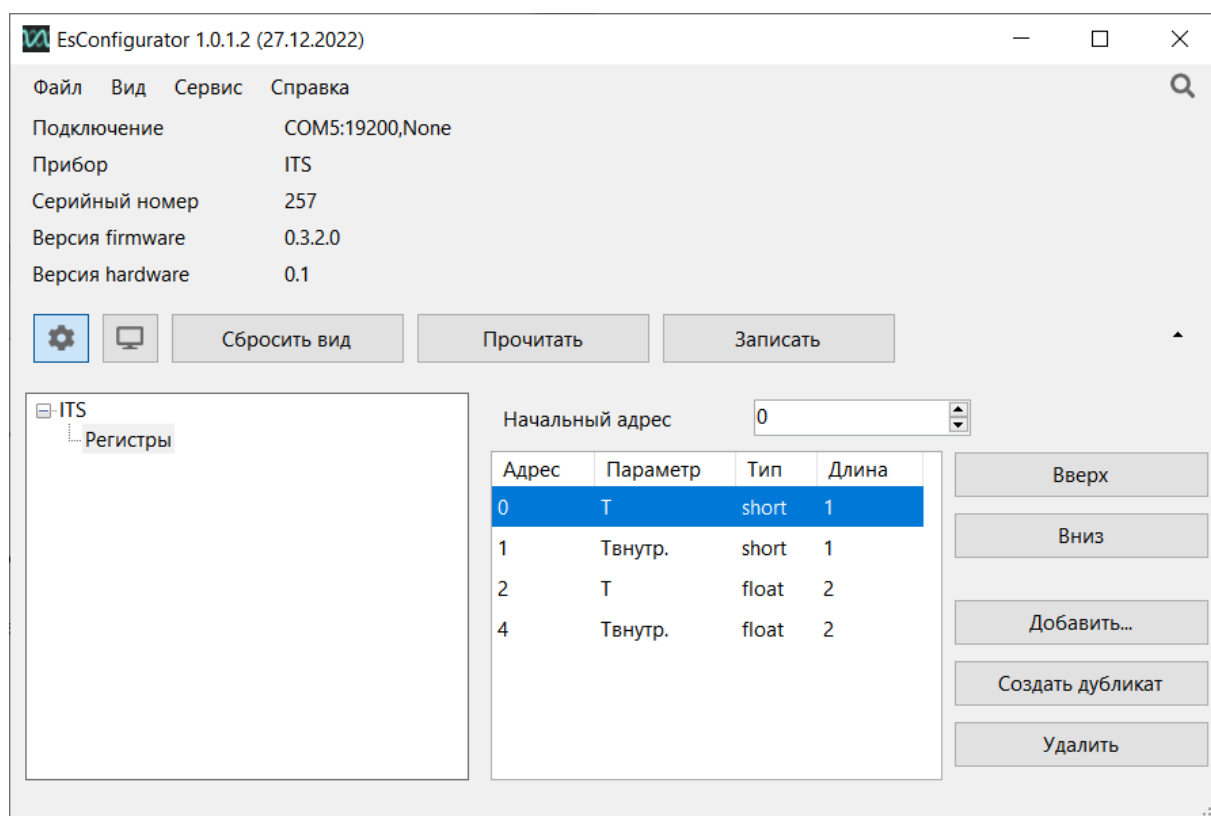 EsConfigurator 1.0.1.2 (27.12.2022)
Файл Вид Сервис Справка
Подключение COM5:19200,None
Прибор ITS
Серийный номер 257
Версия firmware 0.3.2.0
Версия hardware 0.1
Сбросить вид Прочитать Записать
ITS
Регистры
Начальный адрес 0
Адрес Параметр Тип Длина
0 T short 1
1 Tвнутр. short 1
2 T float 2
4 Tвнутр. float 2
Вверх
Вниз
Добавить...
Создать дубликат
Удалить